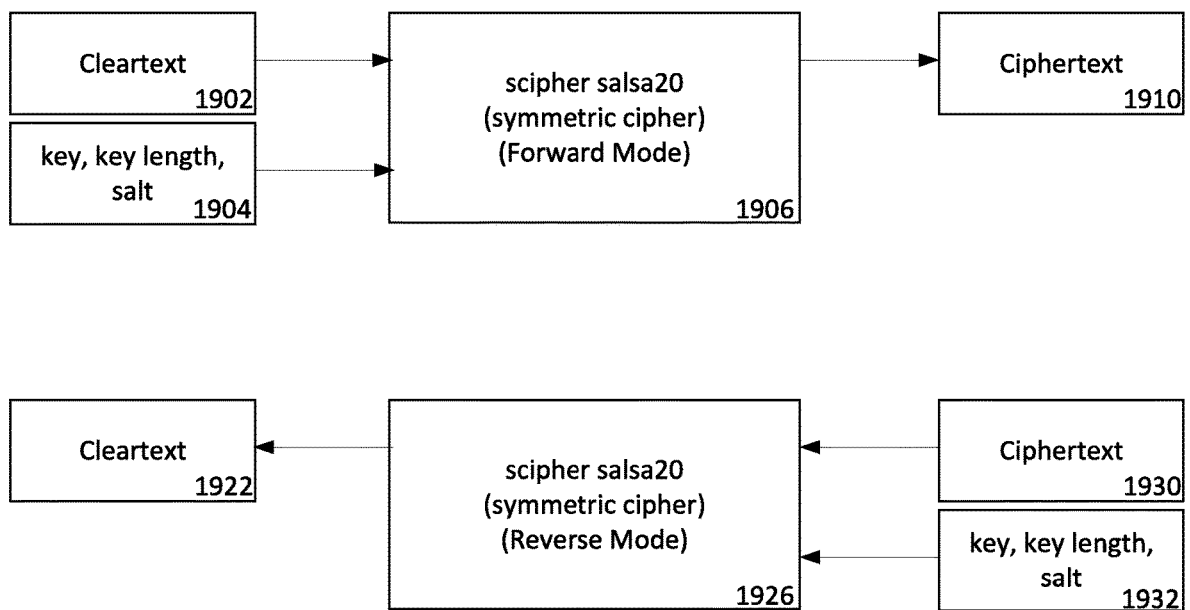 Cleartext
1902
key, key length,
salt
1904
scipher salsa20
(symmetric cipher)
(Forward Mode)
1906
Ciphertext
1910
Cleartext
1922
scipher salsa20
(symmetric cipher)
(Reverse Mode)
1926
Ciphertext
1930
key, key length,
salt
1932